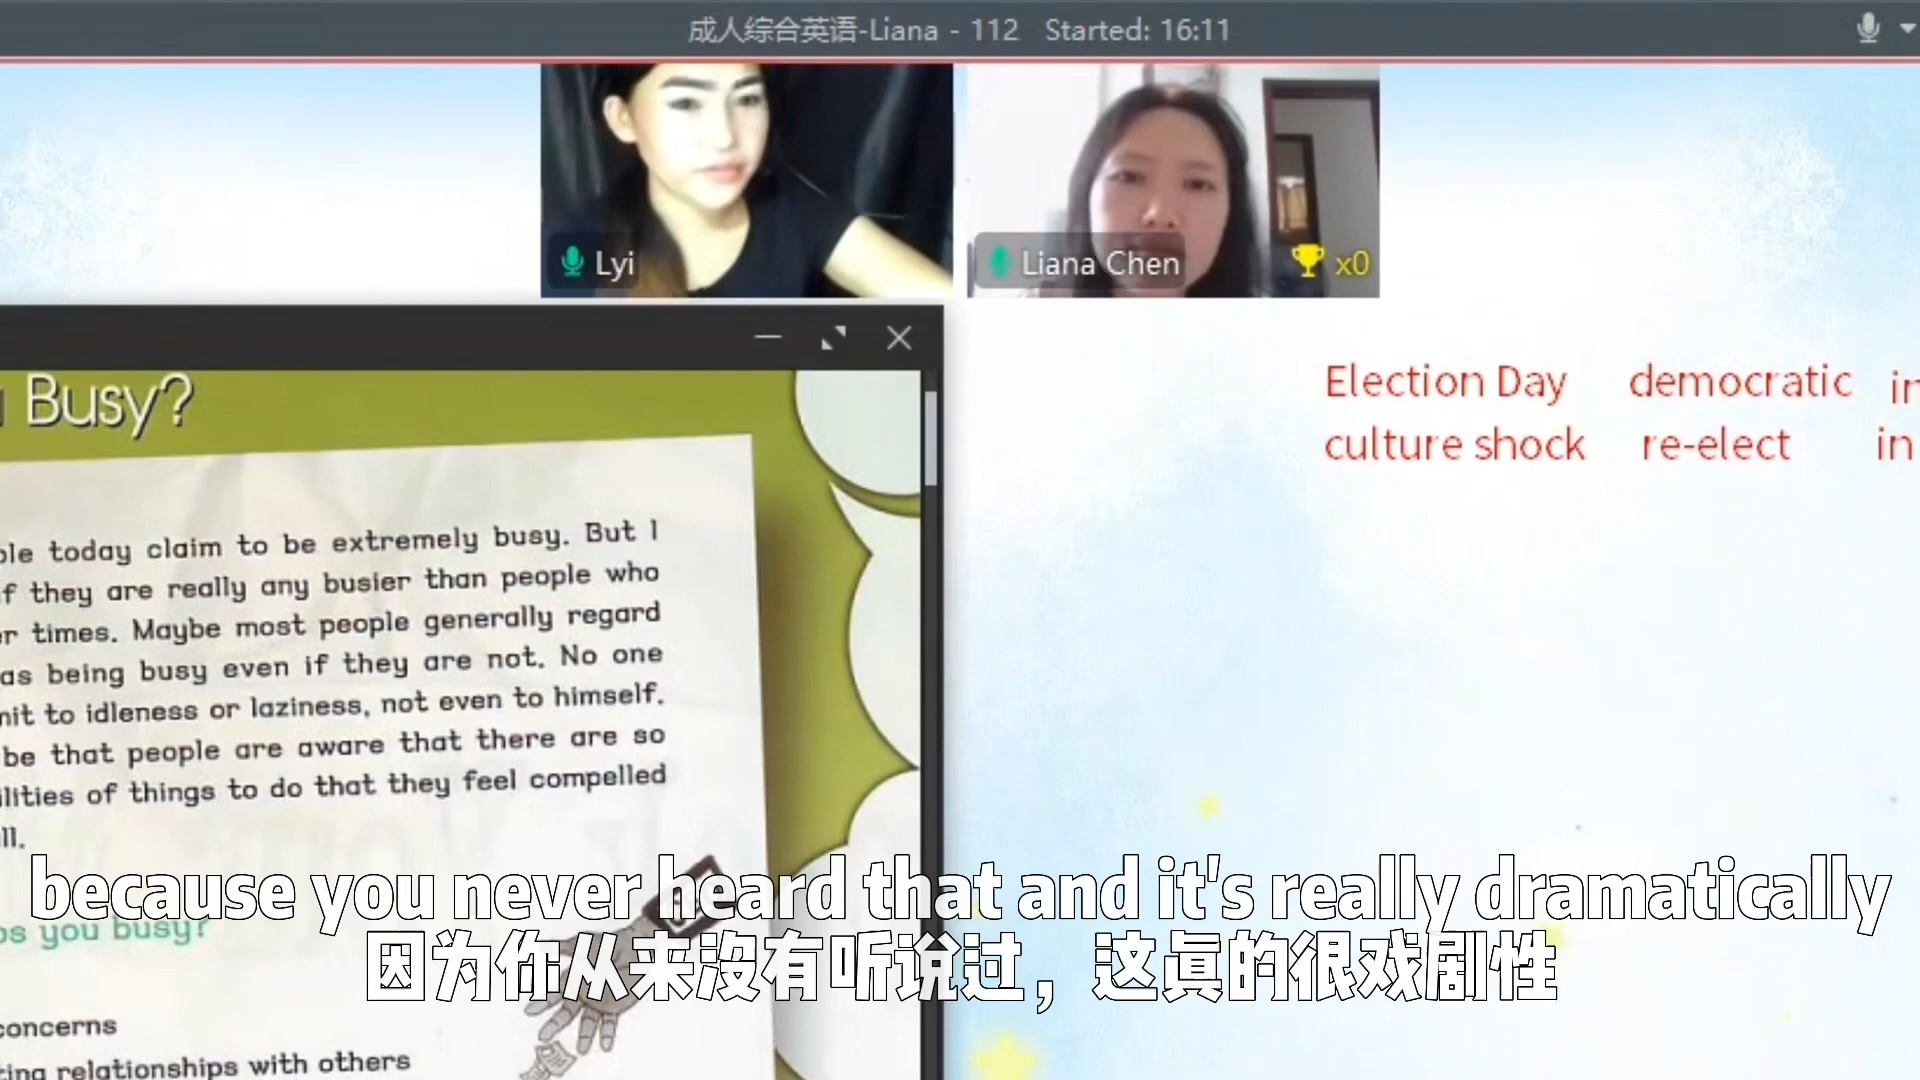 成人综合英语-Liana - 112 Started: 16:11
Lyi
Liana Chen
x0
Busy?
today claim to be extremely busy. But I
they are really any busier than people who
times. Maybe most people generally regard
as being busy even if they are not. No one
to idleness or laziness, not even to himself.
be that people are aware that there are so
of things to do that they feel compelled
you busy?
concerns
relationships with others
Election Day democratic
culture shock re-elect
because you never heard that and it's really dramatically
因为你从来没有听说过，这真的很戏剧性